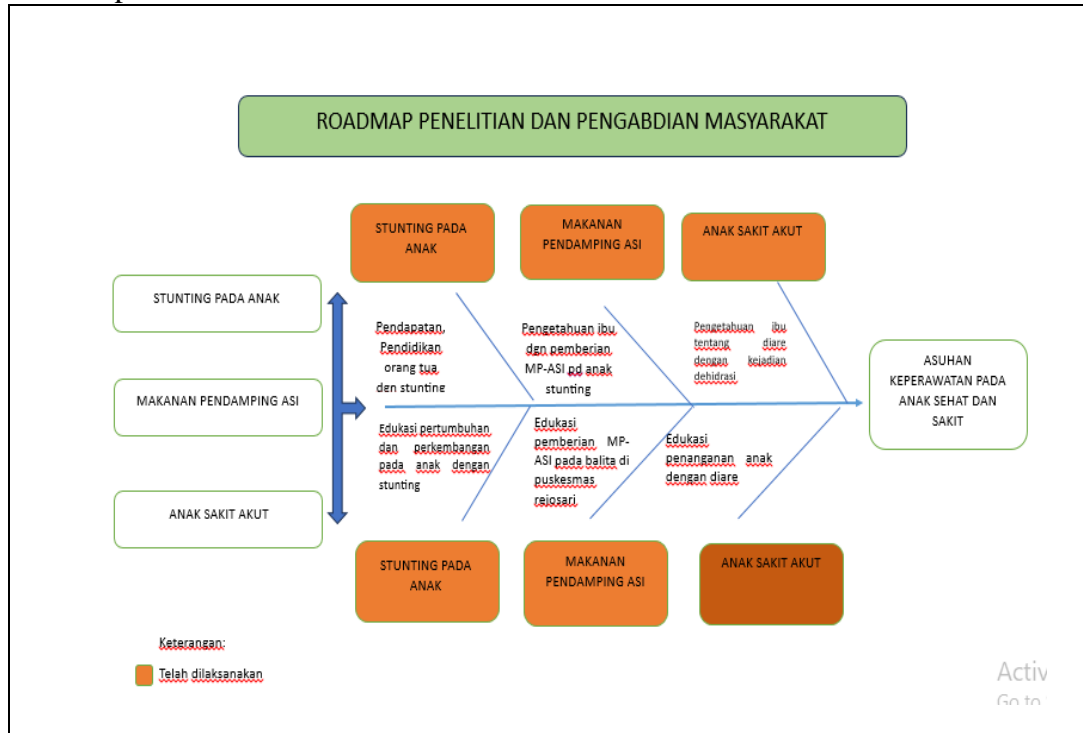 ROADMAP PENELITIAN DAN PENGABDIAN MASYARAKAT
STUNTING PADA
ANAK
MAKANAN
PENDAMPING ASI
ANAK SAKIT AKUT
STUNTING PADA ANAK
MAKANAN PENDAMPING ASI
ANAK SAKIT AKUT
Pendapatan,
Pendidikan
orang tua
dgn stunting
Pengetahuan ibu
dgn pemberian
MP-ASI pd anak
stunting
Pengetahuan ibu
tentang diare
dengan kejadian
dehidrasi
ASUHAN
KEPERAWATAN PADA
ANAK SEHAT DAN
SAKIT
Edukasi pertumbuhan
dan perkembangan
pada anak dengan
stunting
Edukasi
pemberian MP-
ASI pada balita di
puskesmas
rejosari
Edukasi
penanganan anak
dengan diare
STUNTING PADA
ANAK
MAKANAN
PENDAMPING ASI
ANAK SAKIT AKUT
Keterangan:
Telah dilaksanakan
Activ
Go to